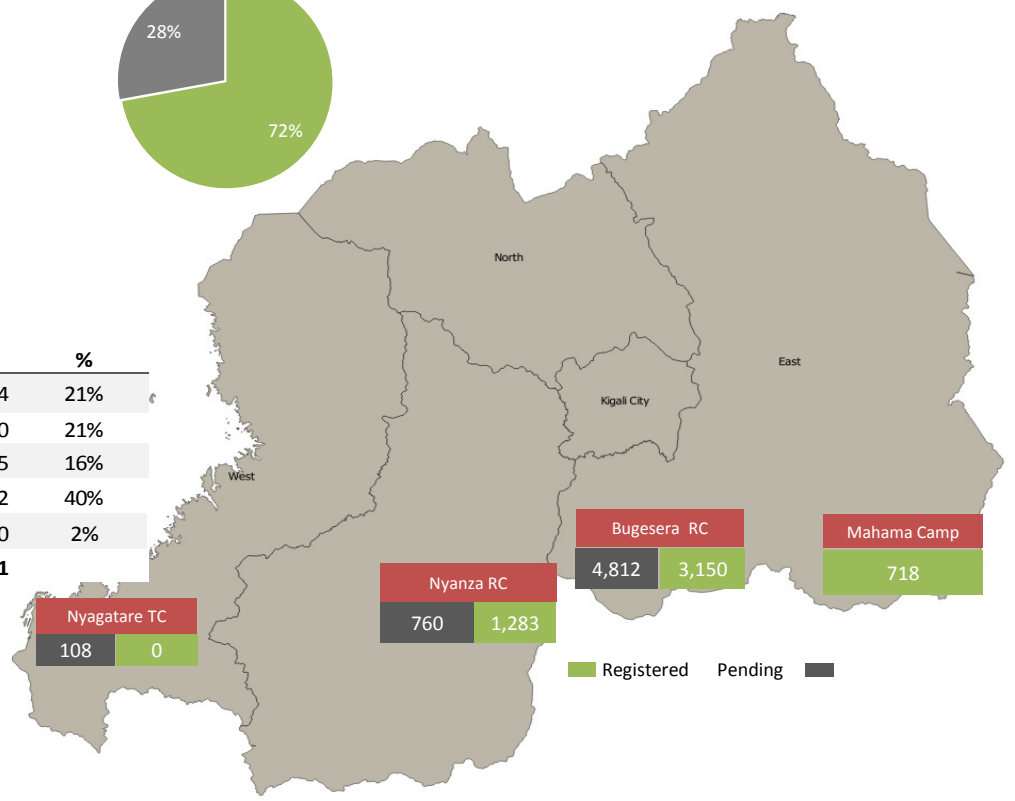 28%
72%
North
%
4 21%
0 21%
5 16%
2 40%
0 2%
1
East
Kigali City
West
Bugesera RC
4,812 3,150
Mahama Camp
718
Nyanza RC
760 1,283
Nyagatare TC
108 0
Registered Pending